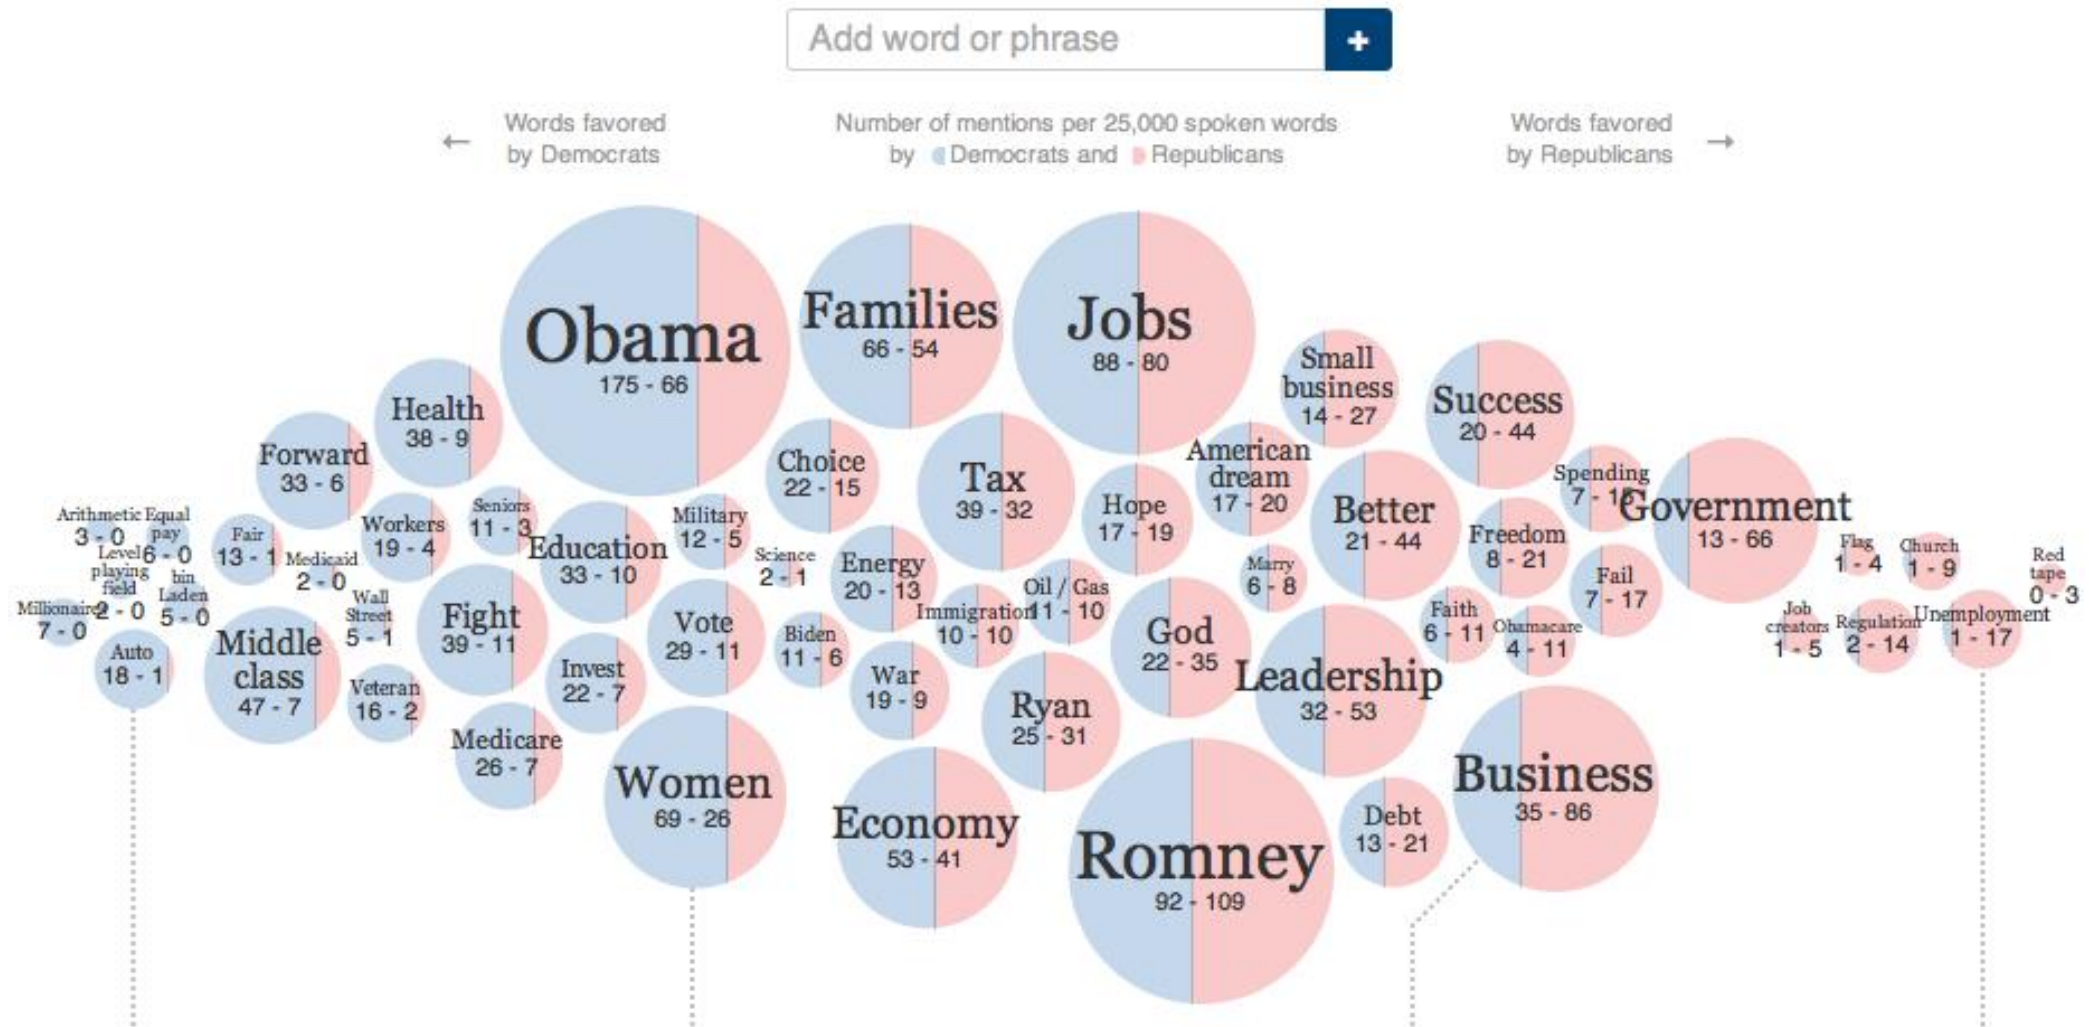 Add word or phrase +
← Words favored
by Democrats
Number of mentions per 25,000 spoken words
by Democrats and Republicans
Words favored →
by Republicans
Obama
175 - 66
Families
66 - 54
Jobs
88 - 80
Small
business
14 - 27
Success
20 - 44
Health
38 - 9
Forward
33 - 6
Choice
22 - 15
Tax
39 - 32
American
dream
17 - 20
Hope
17 - 19
Better
21 - 44
Spending
7 -
Government
13 - 66
Freedom
8 - 21
Arithmetic
3 - 0
Equal
pay
6 - 0
Level
playing
field
2 - 0
bin
Laden
5 - 0
Millionaires
7 - 0
Fair
13 - 1
Medicaid
2 - 0
Workers
19 - 4
Seniors
11 - 3
Education
33 - 10
Military
12 - 5
Science
2 - 1
Energy
20 - 13
Immigration
10 - 10
Oil / Gas
11 - 10
Marry
6 - 8
Fail
7 - 17
Flag
1 - 4
Church
1 - 9
Red
tape
0 - 3
Auto
18 - 1
Middle
class
47 - 7
Wall
Street
5 - 1
Veteran
16 - 2
Fight
39 - 11
Invest
22 - 7
Vote
29 - 11
Biden
11 - 6
War
19 - 9
Ryan
25 - 31
God
22 - 35
Leadership
32 - 53
Faith
6 - 11
Obamacare
4 - 11
Job
creators
1 - 5
Regulation
2 - 14
Unemployment
1 - 17
Medicare
26 - 7
Women
69 - 26
Economy
53 - 41
Romney
92 - 109
Debt
13 - 21
Business
35 - 86